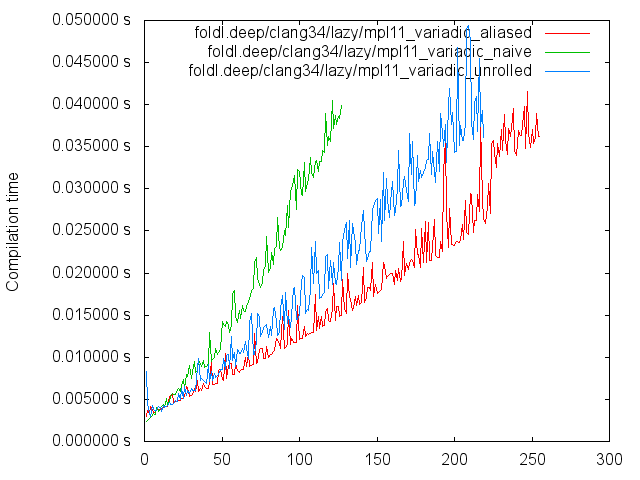 0.050000 s
foldl.deep/clang34/lazy/mpl11_variadic_aliased
foldl.deep/clang34/lazy/mpl11_variadic_naive
foldl.deep/clang34/lazy/mpl11_variadic_unrolled
0.045000 s
0.040000 s
0.035000 s
0.030000 s
0.025000 s
0.020000 s
0.015000 s
0.010000 s
0.005000 s
0.000000 s
Compilation time
0 50 100 150 200 250 300